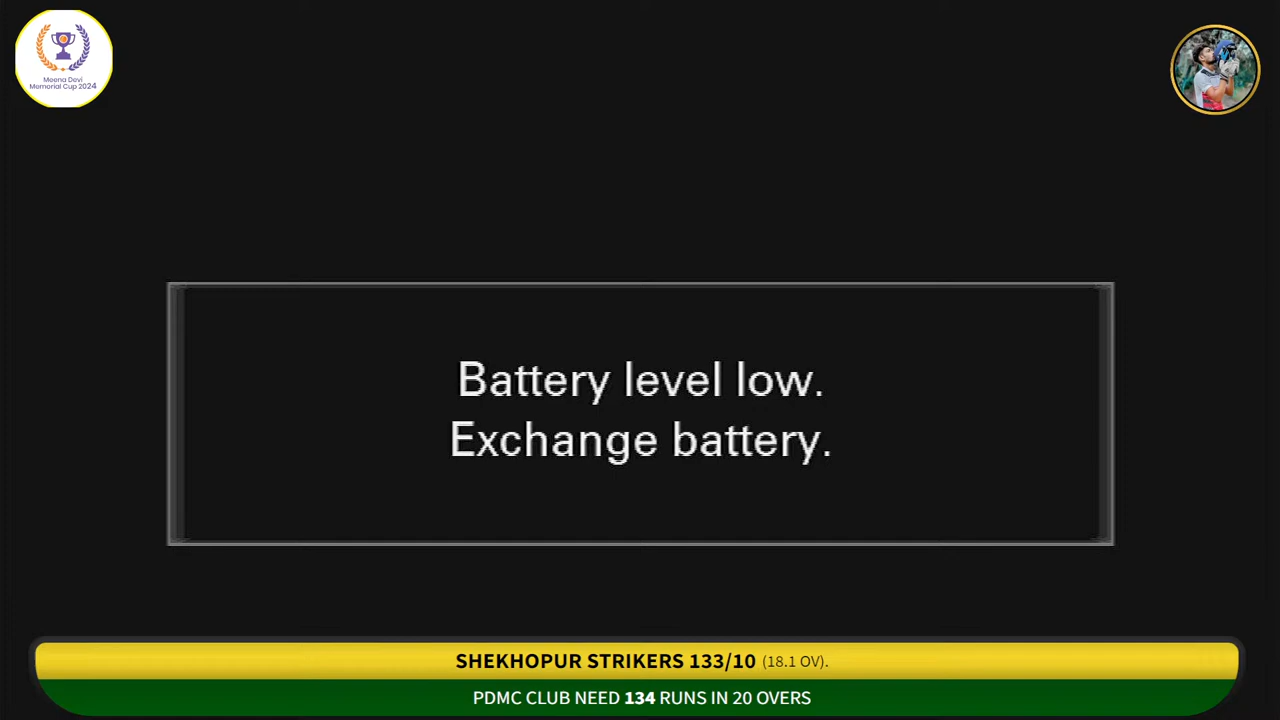 Meena Devi
Memorial Cup 2024
Battery level low.
Exchange battery.
SHEKHOPUR STRIKERS 133/10 (18.1 OV).
PDMC CLUB NEED 134 RUNS IN 20 OVERS